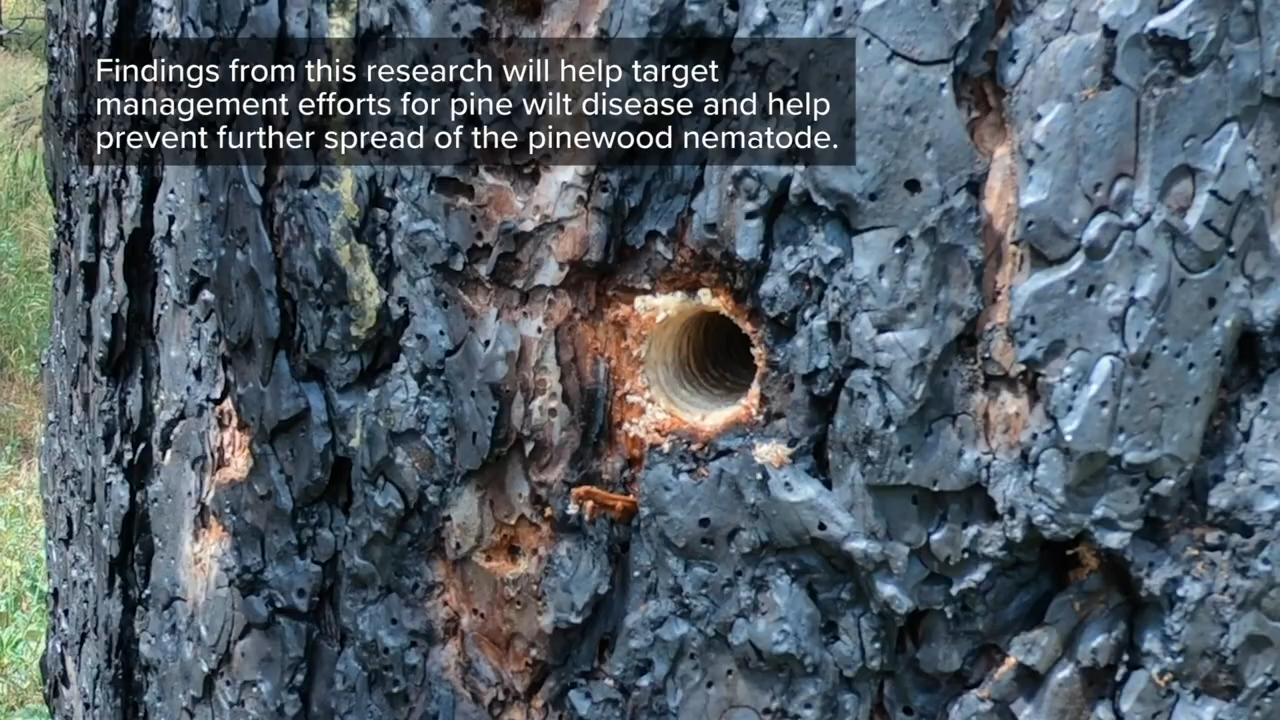 Findings from this research will help target
management efforts for pine wilt disease and help
prevent further spread of the pinewood nematode.